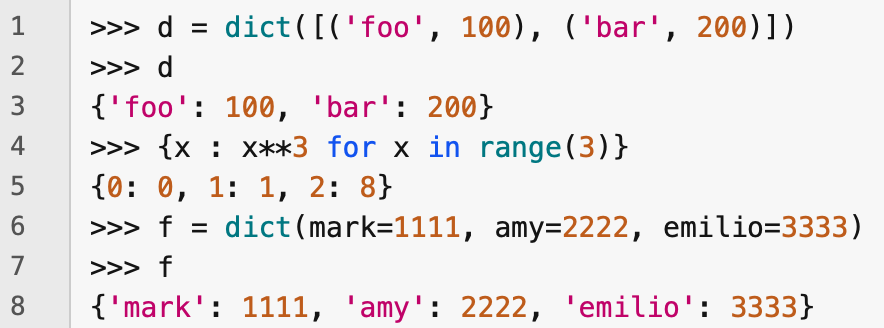 1 >>> d = dict([('foo', 100), ('bar', 200)])
2 >>> d
3 {'foo': 100, 'bar': 200}
4 >>> {x : x**3 for x in range(3)}
5 {0: 0, 1: 1, 2: 8}
6 >>> f = dict(mark=1111, amy=2222, emilio=3333)
7 >>> f
8 {'mark': 1111, 'amy': 2222, 'emilio': 3333}